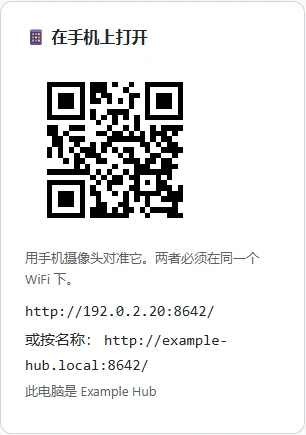 在手机上打开
用手机摄像头对准它。两者必须在同一个
WiFi 下。
http://192.0.2.20:8642/
或按名称： http://example-
hub.local:8642/
此电脑是 Example Hub